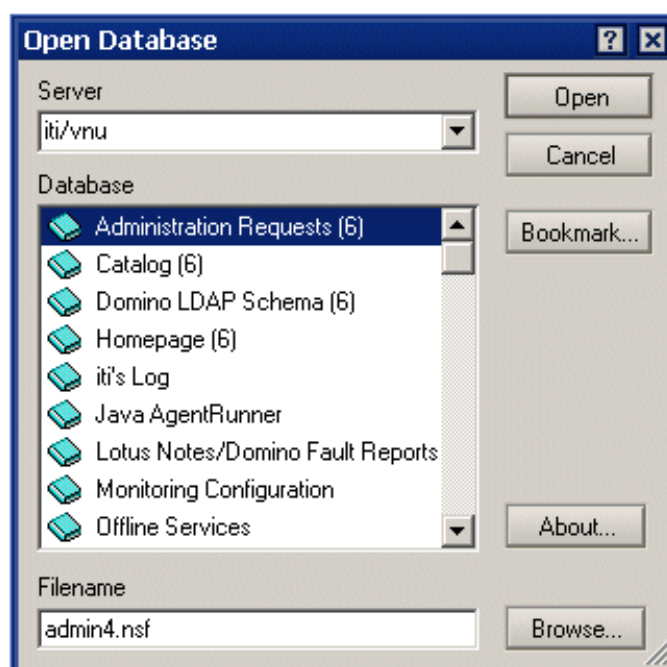 Open Database
Server
iti/vnu
Database
Administration Requests (6)
Catalog (6)
Domino LDAP Schema (6)
Homepage (6)
iti's Log
Java AgentRunner
Lotus Notes/Domino Fault Reports
Monitoring Configuration
Offline Services
Filename
admin4.nsf
Open
Cancel
Bookmark...
About...
Browse...